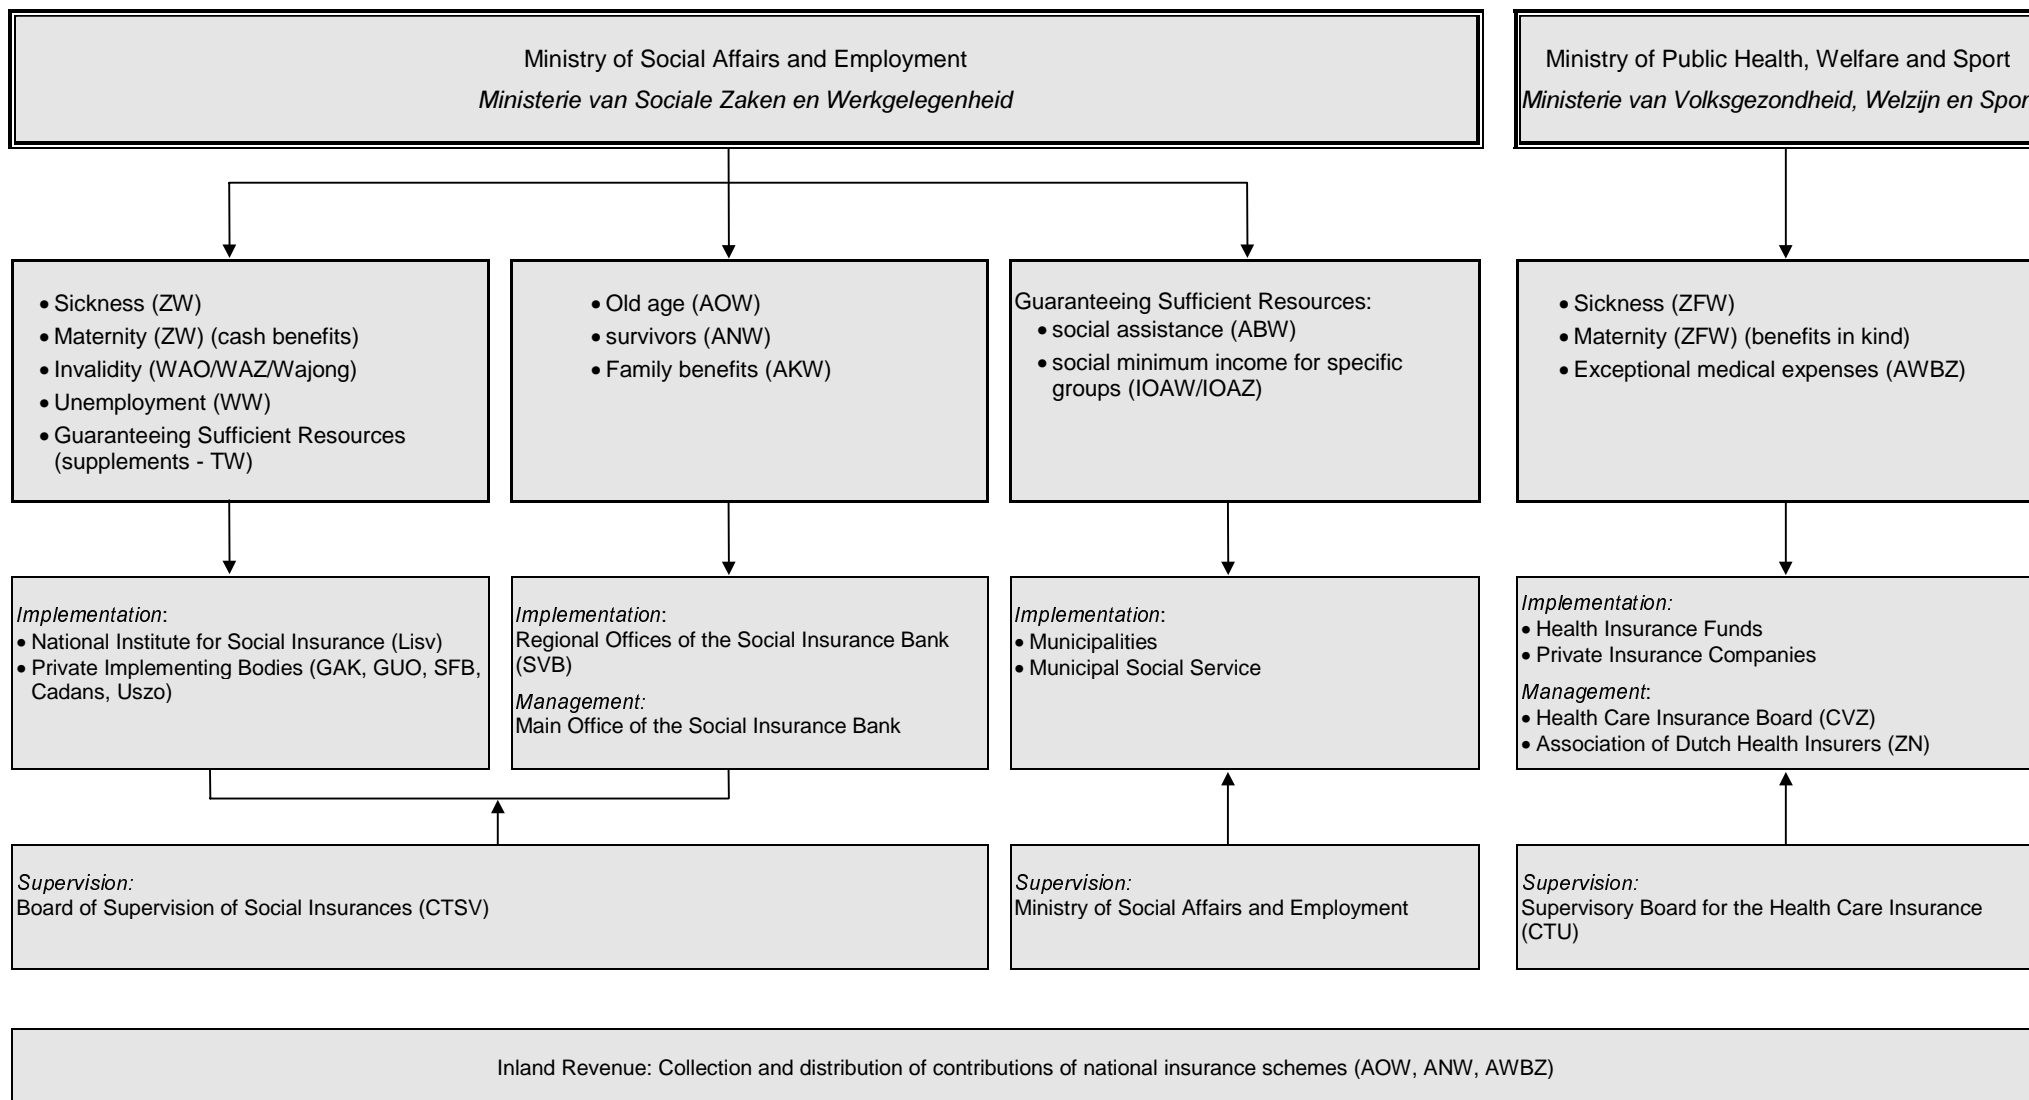 Ministry of Social Affairs and Employment
Ministerie van Sociale Zaken en Werkgelegenheid
Ministry of Public Health, Welfare and Sport
Ministerie van Volksgezondheid, Welzijn en Spor
• Sickness (ZW)
• Maternity (ZW) (cash benefits)
• Invalidity (WAO/WAZ/Wajong)
• Unemployment (WW)
• Guaranteeing Sufficient Resources
(supplements - TW)
• Old age (AOW)
• survivors (ANW)
• Family benefits (AKW)
Guaranteeing Sufficient Resources:
• social assistance (ABW)
• social minimum income for specific
groups (IOAW/IOAZ)
• Sickness (ZFW)
• Maternity (ZFW) (benefits in kind)
• Exceptional medical expenses (AWBZ)
Implementation:
• National Institute for Social Insurance (Lisv)
• Private Implementing Bodies (GAK, GUO, SFB,
Cadans, Uszo)
Implementation:
Regional Offices of the Social Insurance Bank
(SVB)
Management:
Main Office of the Social Insurance Bank
Implementation:
• Municipalities
• Municipal Social Service
Implementation:
• Health Insurance Funds
• Private Insurance Companies
Management:
• Health Care Insurance Board (CVZ)
• Association of Dutch Health Insurers (ZN)
Supervision:
Board of Supervision of Social Insurances (CTSV)
Supervision:
Ministry of Social Affairs and Employment
Supervision:
Supervisory Board for the Health Care Insurance
(CTU)
Inland Revenue: Collection and distribution of contributions of national insurance schemes (AOW, ANW, AWBZ)